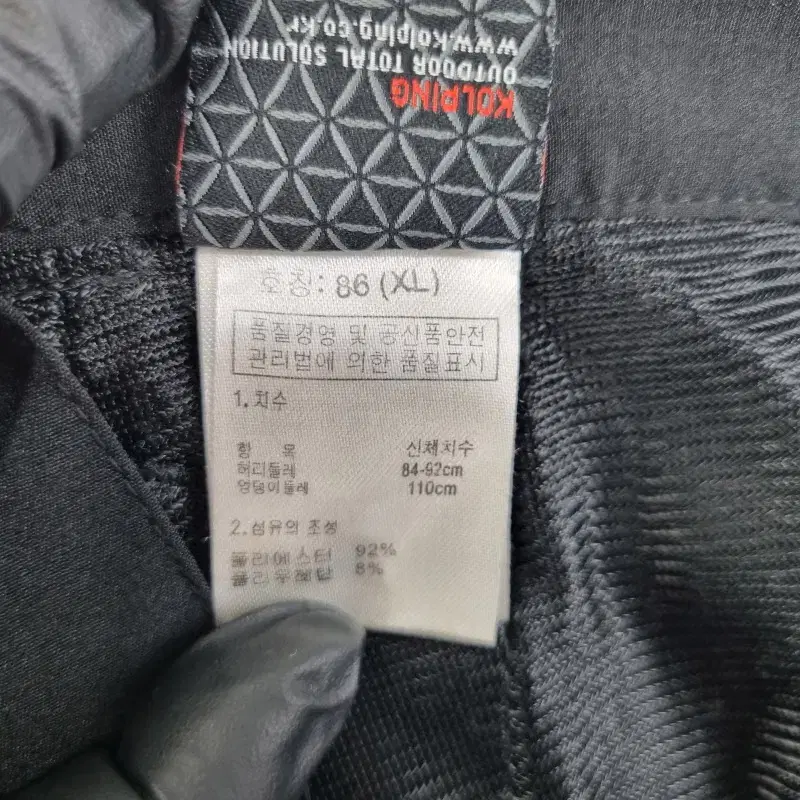 KOLPING
OUTDOOR TOTAL SOLUTION
www.kolping.co.kr
호칭: 86 (XL)
품질경영 및 공산품안전
관리법에 의한 품질표시
1.치수
항 목 신체치수
허리둘레 84-92cm
엉덩이둘레 110cm
2.섬유의 조성
폴리에스터 92%
폴리우레탄 8%